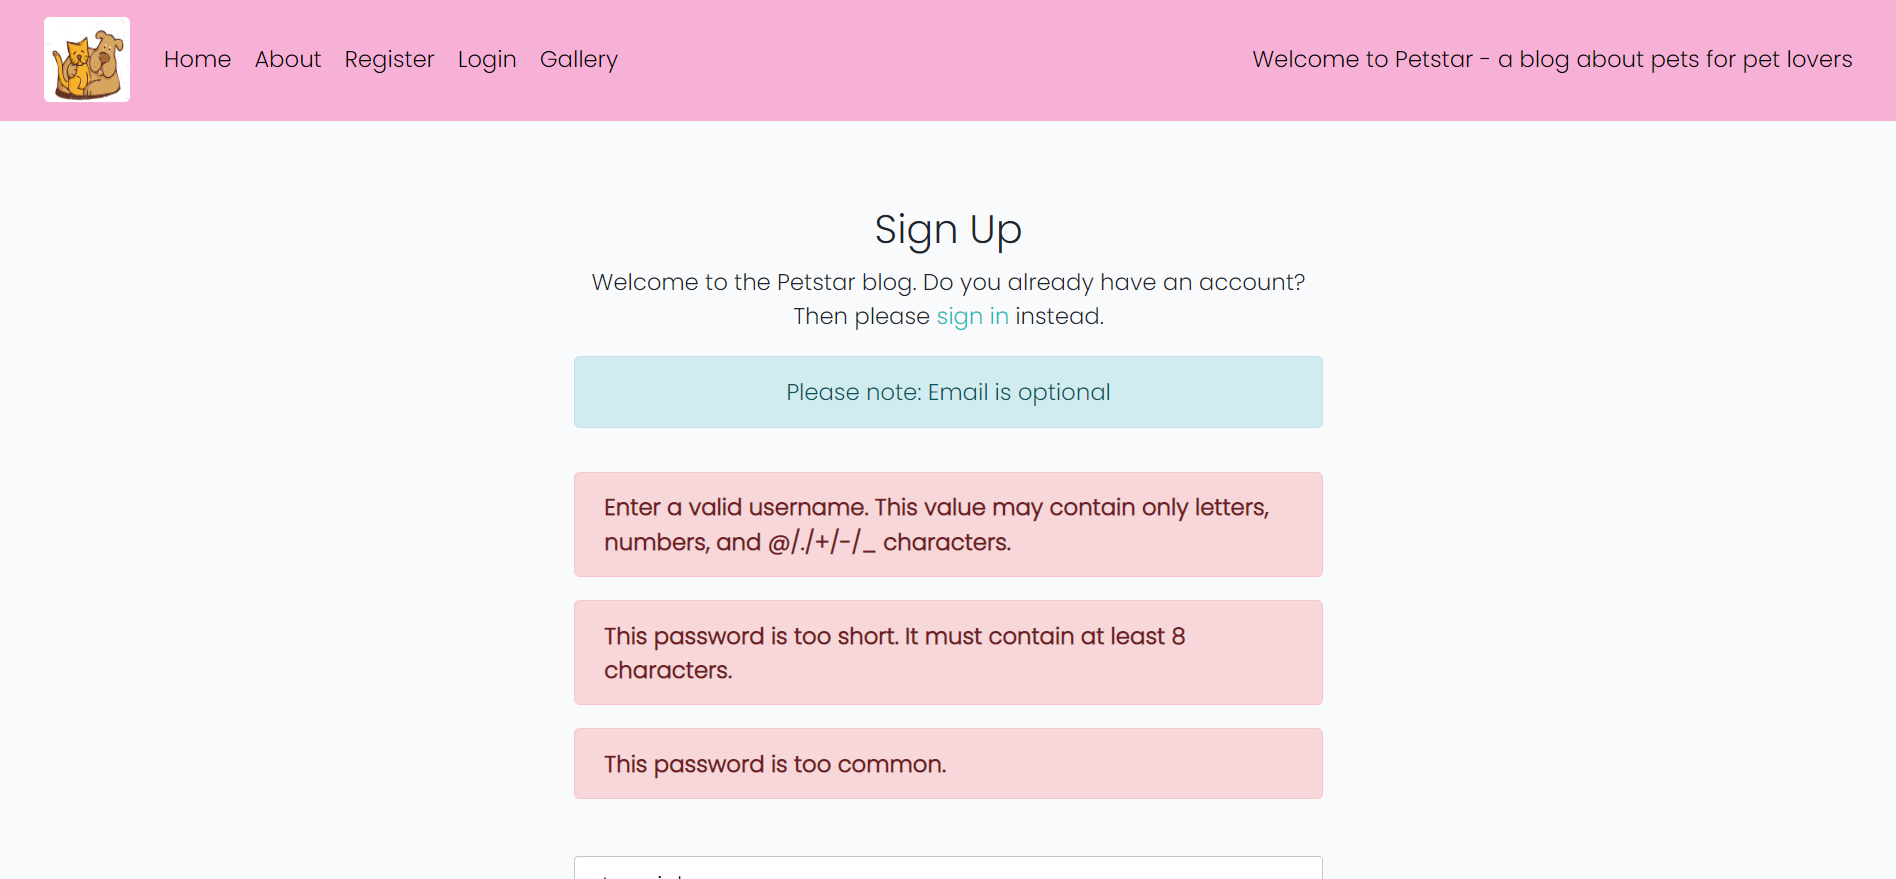 Home About Register Login Gallery
Welcome to Petstar - a blog about pets for pet lovers
Sign Up
Welcome to the Petstar blog. Do you already have an account?
Then please sign in instead.
Please note: Email is optional
Enter a valid username. This value may contain only letters,
numbers, and @/./+/-/_ characters.
This password is too short. It must contain at least 8
characters.
This password is too common.